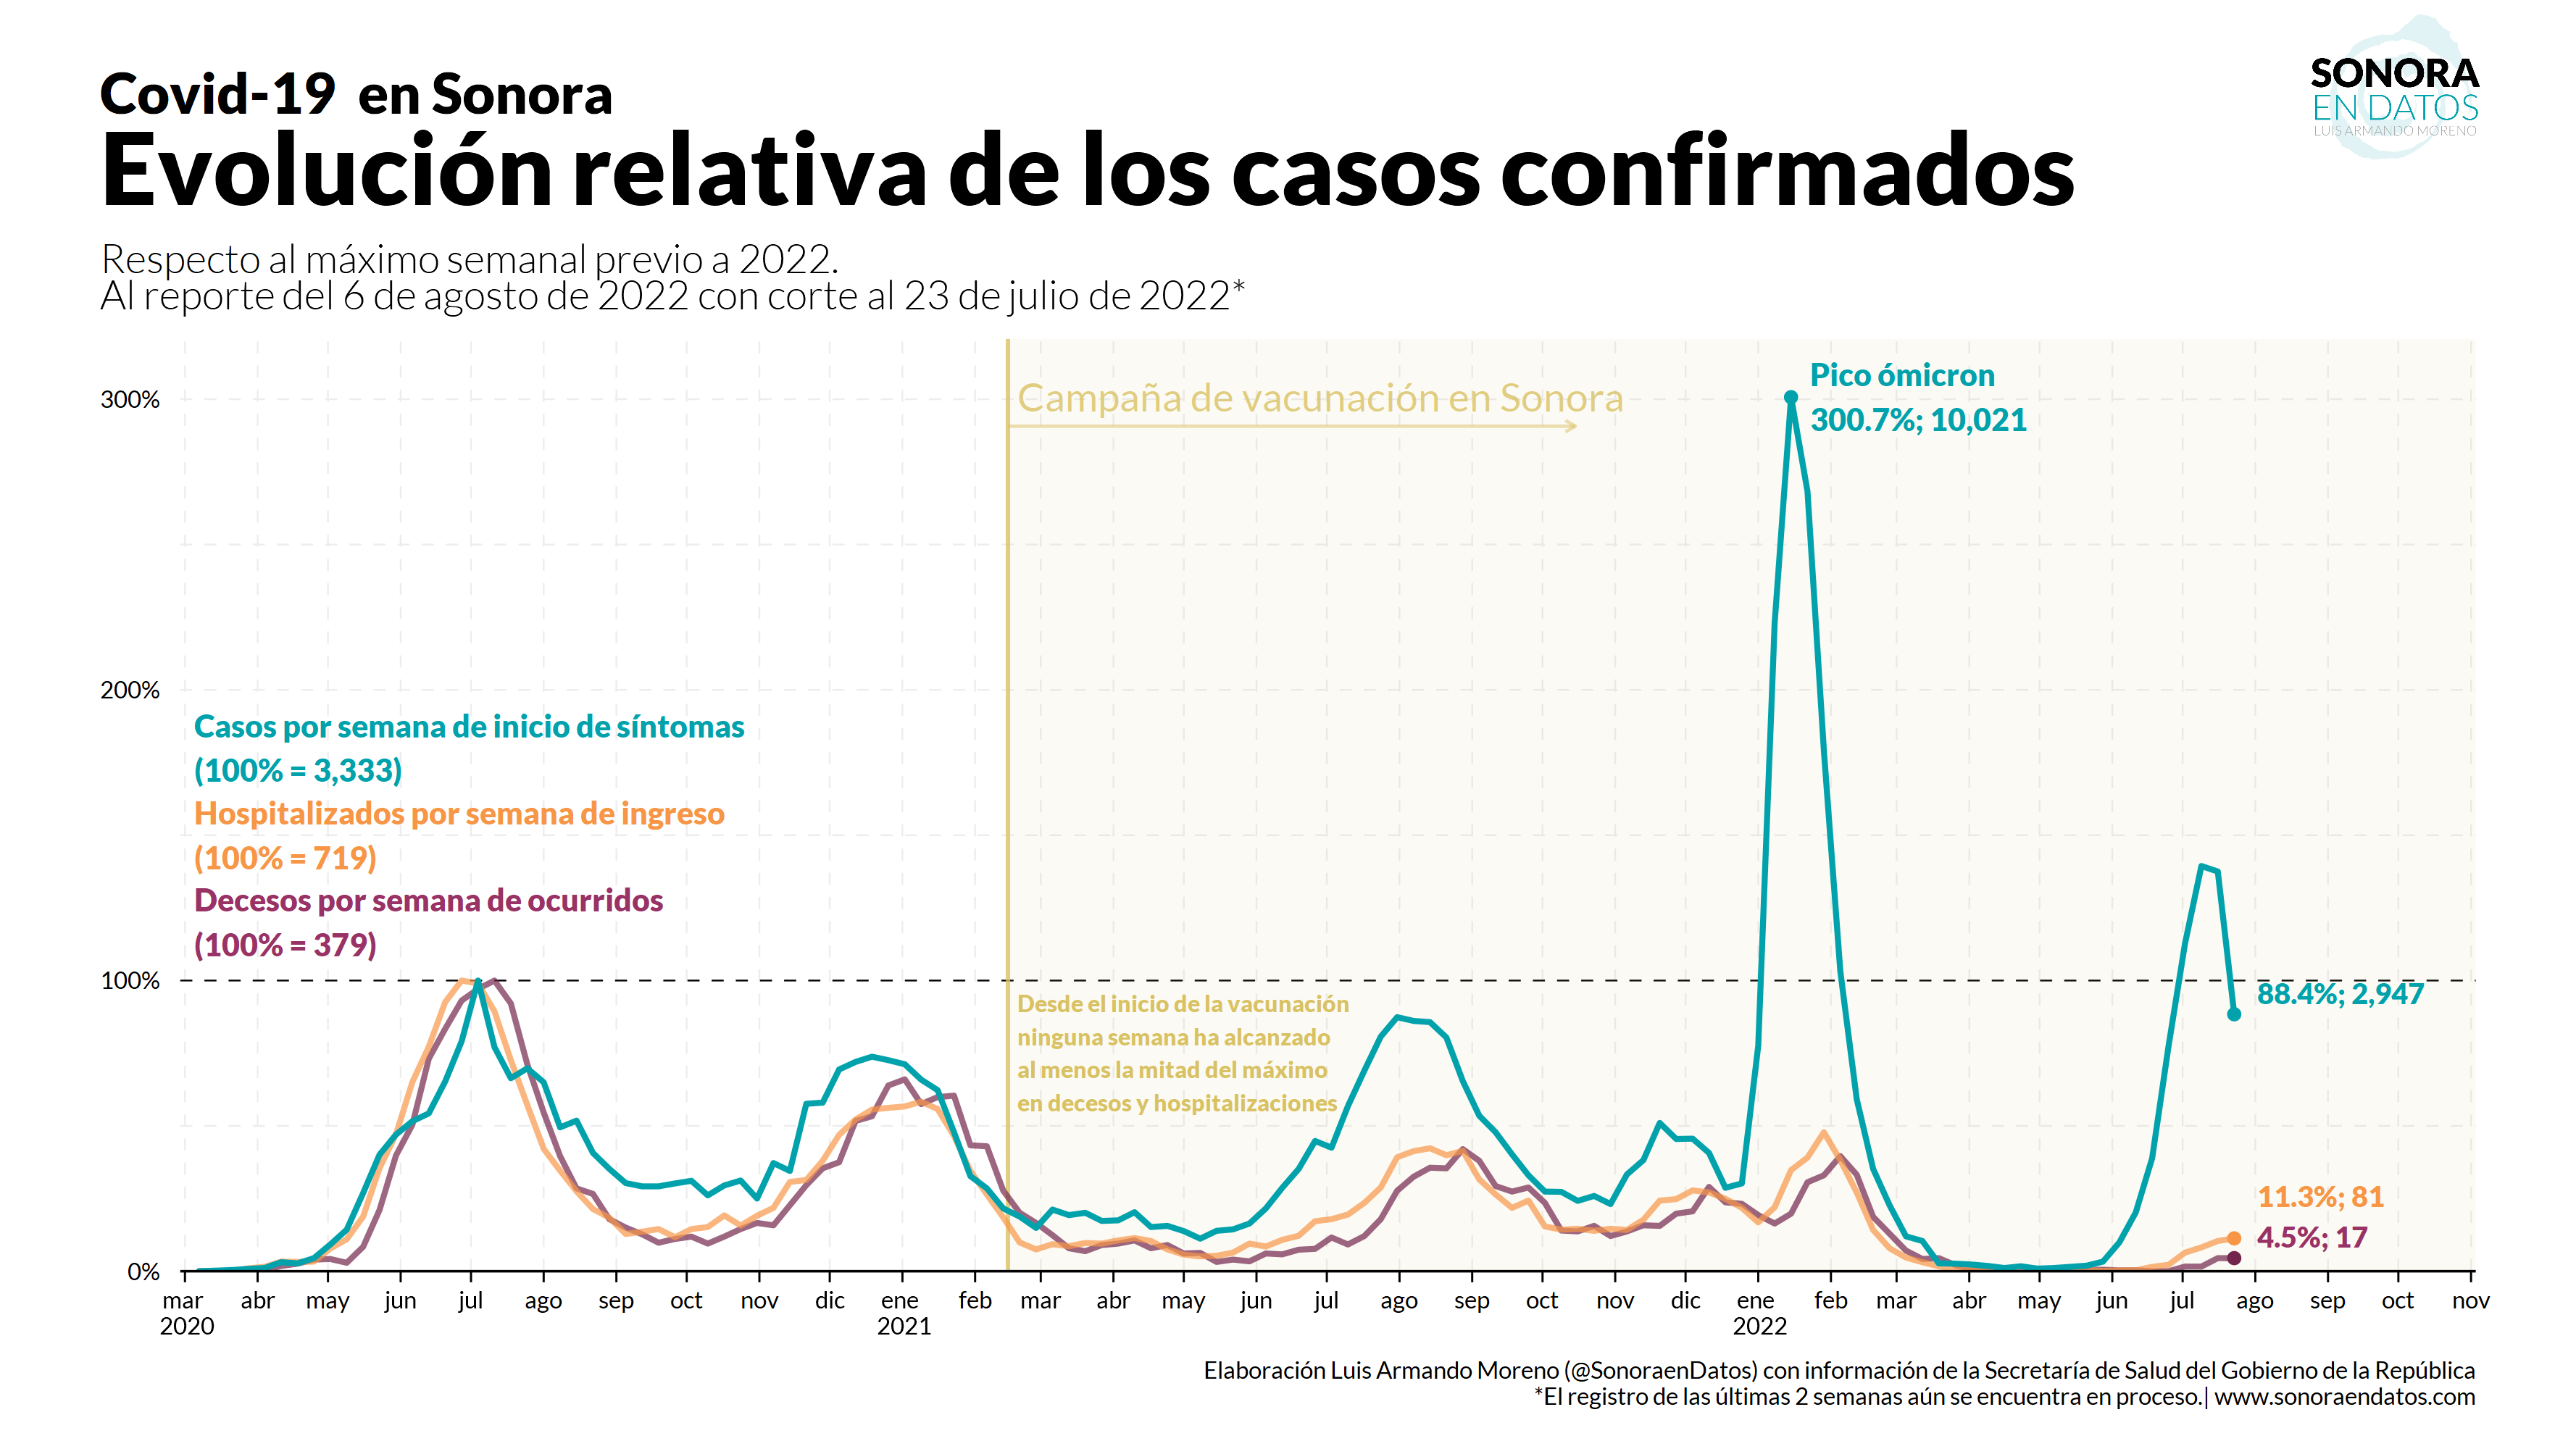 Covid-19 en Sonora
Evolución relativa de los casos confirmados
Respecto al máximo semanal previo a 2022.
Al reporte del 6 de agosto de 2022 con corte al 23 de julio de 2022*
SONORA
EN DATOS
LUIS ARMANDO MORENO
300%
200%
100%
0%
Campaña de vacunación en Sonora
Pico ómicron
300.7%; 10,021
Casos por semana de inicio de síntomas
(100% = 3,333)
Hospitalizados por semana de ingreso
(100% = 719)
Decesos por semana de ocurridos
(100% = 379)
Desde el inicio de la vacunación
ninguna semana ha alcanzado
al menos la mitad del máximo
en decesos y hospitalizaciones
88.4%; 2,947
11.3%; 81
4.5%; 17
mar abr may jun jul ago sep oct nov dic ene feb mar abr may jun jul ago sep oct nov dic ene feb mar abr may jun jul ago sep oct nov
2020 2021 2022
Elaboración Luis Armando Moreno (@SonoraenDatos) con información de la Secretaría de Salud del Gobierno de la República
*El registro de las últimas 2 semanas aún se encuentra en proceso.| www.sonoraendatos.com